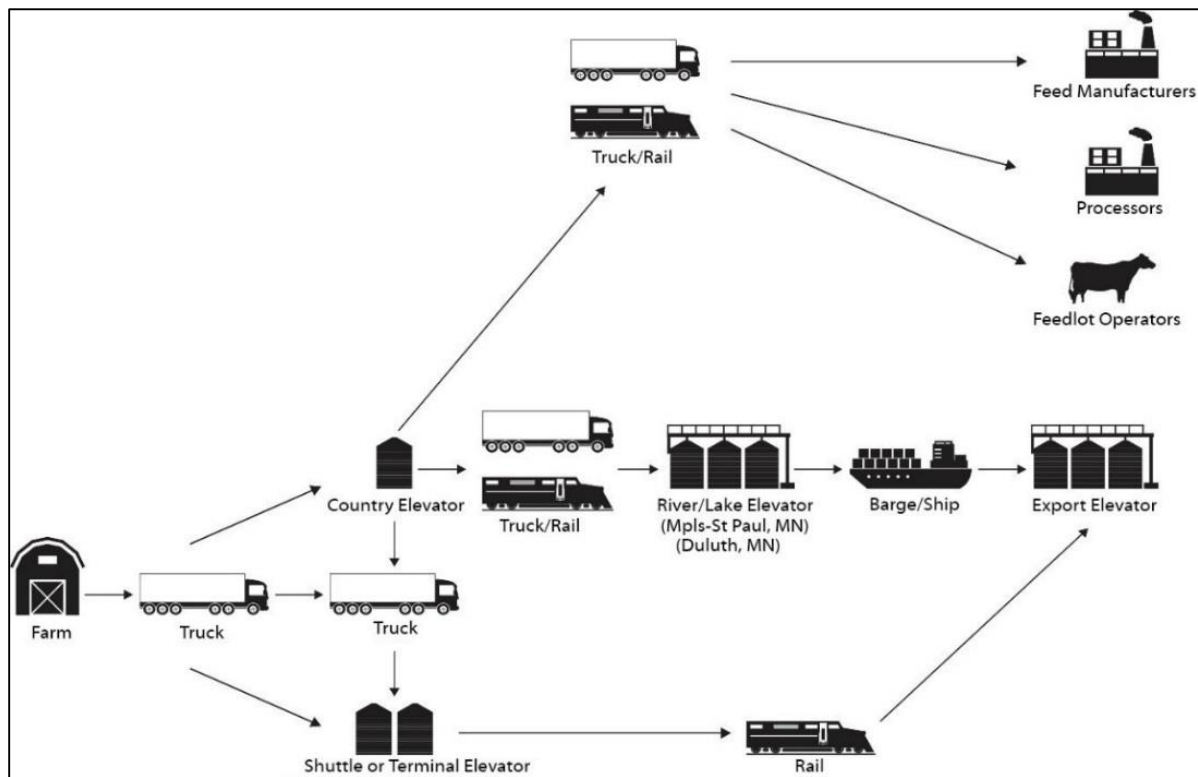 Feed Manufacturers
Truck/Rail
Processors
Feedlot Operators
Country Elevator
Truck/Rail
River/Lake Elevator
(Mpls-St Paul, MN)
(Duluth, MN)
Barge/Ship
Export Elevator
Farm
Truck
Truck
Shuttle or Terminal Elevator
Rail